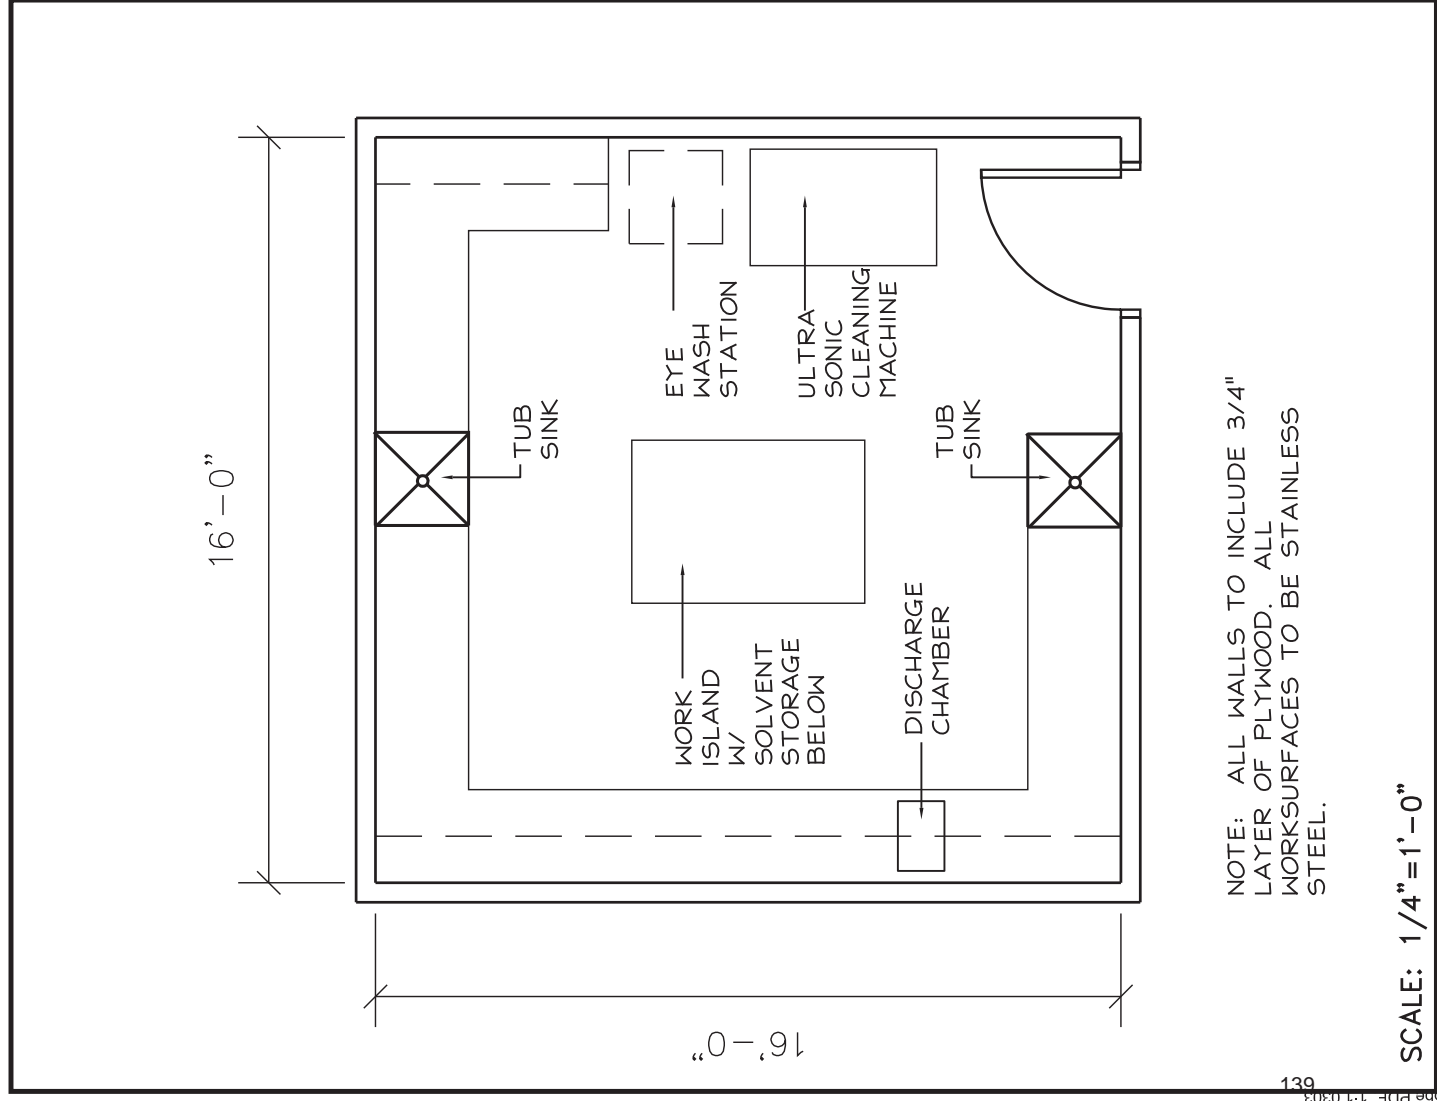 16'-0"
EYE
WASH
STATION
ULTRA
SONIC
CLEANING
MACHINE
TUB
SINK
TUB
SINK
WORK
ISLAND
W/
SOLVENT
STORAGE
BELOW
DISCHARGE
CHAMBER
16'-0"
NOTE: ALL WALLS TO INCLUDE 3/4"
LAYER OF PLYWOOD. ALL
WORKSURFACES TO BE STAINLESS
STEEL.
SCALE: 1/4"=1'-0"
139